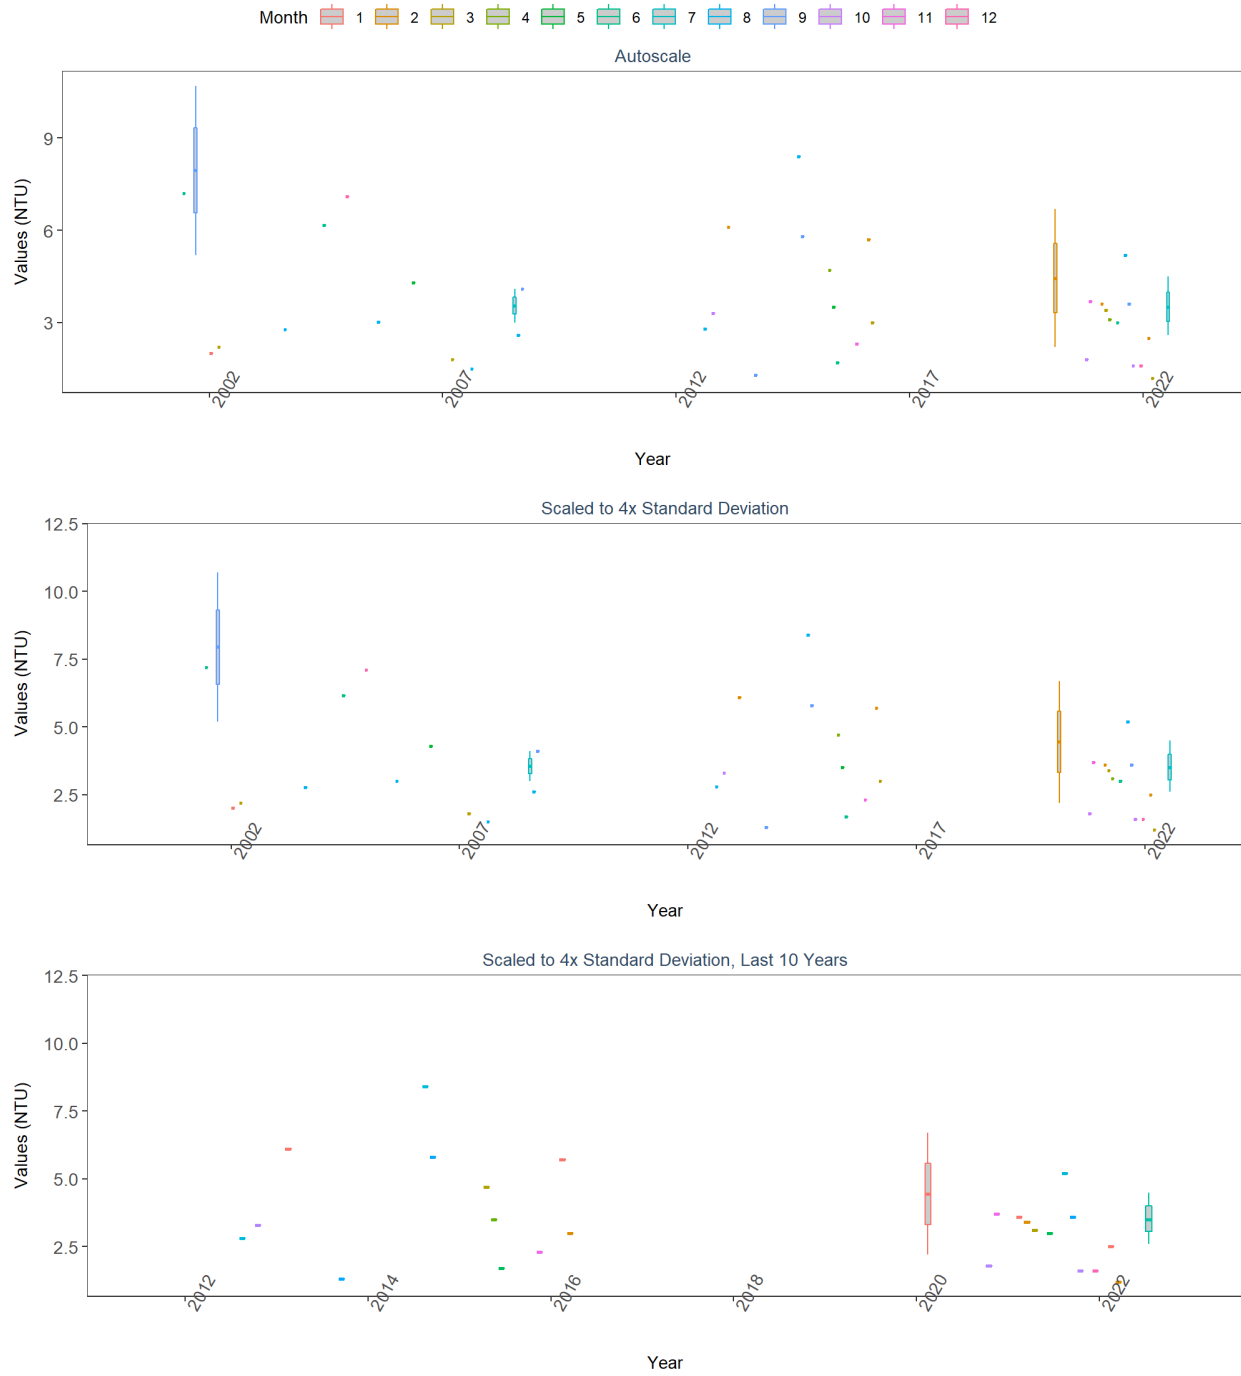 Month 1 2 3 4 5 6 7 8 9 10 11 12
Autoscale
Values (NTU)
9
6
3
2002 2007 2012 2017 2022
Year
Scaled to 4x Standard Deviation
Values (NTU)
12.5
10.0
7.5
5.0
2.5
2002 2007 2012 2017 2022
Year
Scaled to 4x Standard Deviation, Last 10 Years
Values (NTU)
12.5
10.0
7.5
5.0
2.5
2012 2014 2016 2018 2020 2022
Year